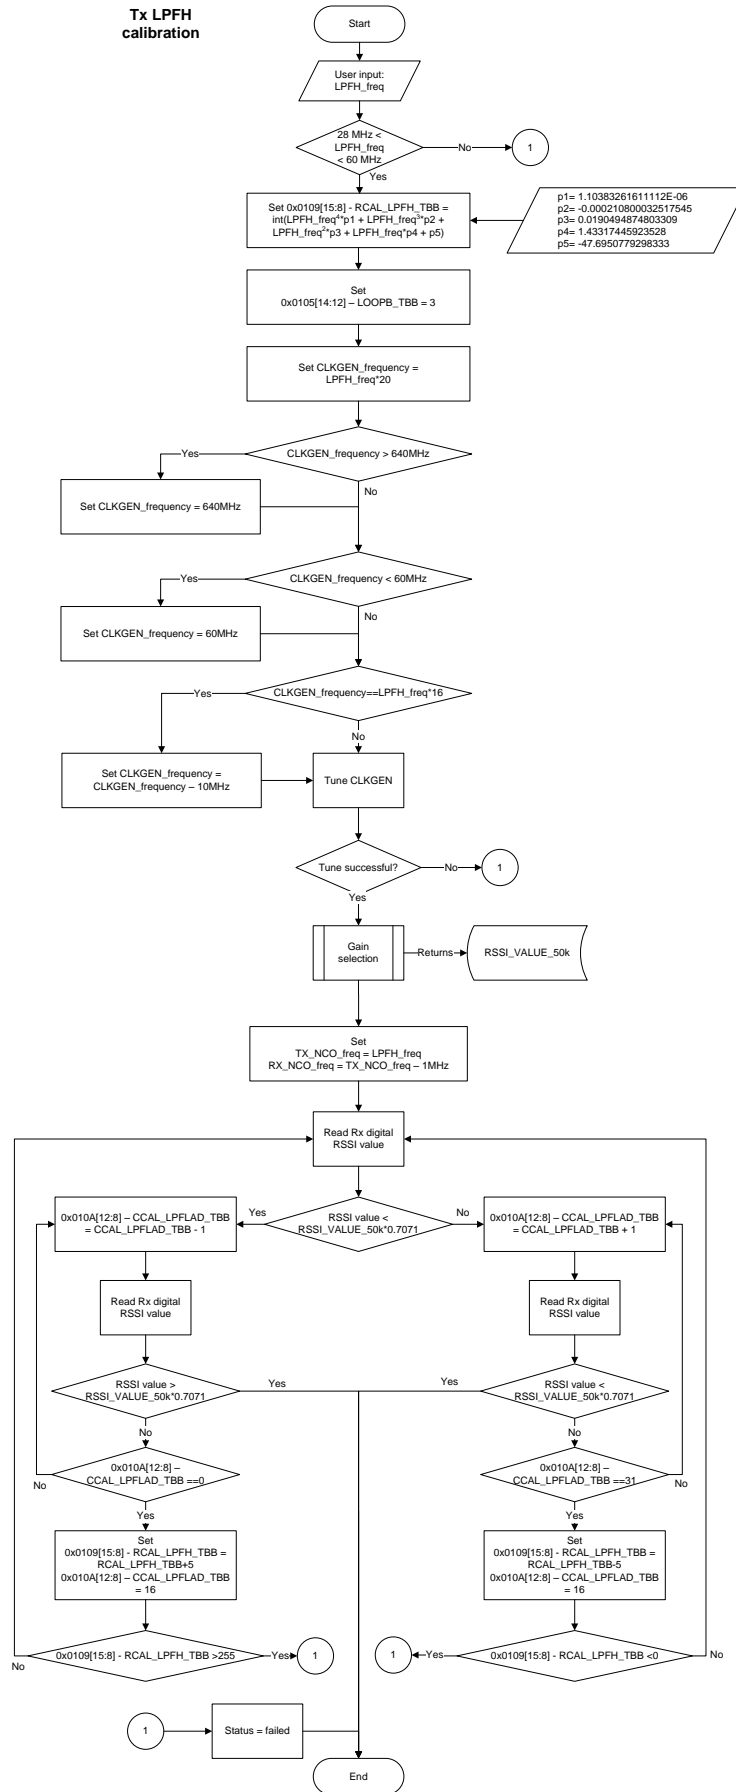 Tx LPFH
calibration
Start
User input:
LPFH_freq
28 MHz <
LPFH_freq
< 60 MHz
No
1
Yes
Set 0x0109[15:8] - RCAL_LPFH_TBB =
int(LPFH_freq⁴*p1 + LPFH_freq³*p2 +
LPFH_freq²*p3 + LPFH_freq*p4 + p5)
p1= 1.10383261611112E-06
p2= -0.000210800032517545
p3= 0.0190494874803309
p4= 1.43317445923528
p5= -47.6950779298333
Set
0x0105[14:12] – LOOPB_TBB = 3
Set CLKGEN_frequency =
LPFH_freq*20
CLKGEN_frequency > 640MHz
Yes
No
Set CLKGEN_frequency = 640MHz
CLKGEN_frequency < 60MHz
Yes
No
Set CLKGEN_frequency = 60MHz
CLKGEN_frequency==LPFH_freq*16
Yes
No
Set CLKGEN_frequency =
CLKGEN_frequency – 10MHz
Tune CLKGEN
Tune successful?
No
1
Yes
Gain
selection
Returns
RSSI_VALUE_50k
Set
TX_NCO_freq = LPFH_freq
RX_NCO_freq = TX_NCO_freq – 1MHz
Read Rx digital
RSSI value
RSSI value <
RSSI_VALUE_50k*0.7071
Yes
No
0x010A[12:8] – CCAL_LPFLAD_TBB
= CCAL_LPFLAD_TBB - 1
0x010A[12:8] – CCAL_LPFLAD_TBB
= CCAL_LPFLAD_TBB + 1
Read Rx digital
RSSI value
Read Rx digital
RSSI value
RSSI value >
RSSI_VALUE_50k*0.7071
Yes
Yes
RSSI value <
RSSI_VALUE_50k*0.7071
No
No
0x010A[12:8] –
CCAL_LPFLAD_TBB ==0
No
0x010A[12:8] –
CCAL_LPFLAD_TBB ==31
No
Yes
Yes
Set
0x0109[15:8] - RCAL_LPFH_TBB =
RCAL_LPFH_TBB+5
0x010A[12:8] – CCAL_LPFLAD_TBB
= 16
Set
0x0109[15:8] - RCAL_LPFH_TBB =
RCAL_LPFH_TBB-5
0x010A[12:8] – CCAL_LPFLAD_TBB
= 16
0x0109[15:8] - RCAL_LPFH_TBB >255
Yes
1
No
1
Yes
0x0109[15:8] - RCAL_LPFH_TBB <0
No
1
Status = failed
End